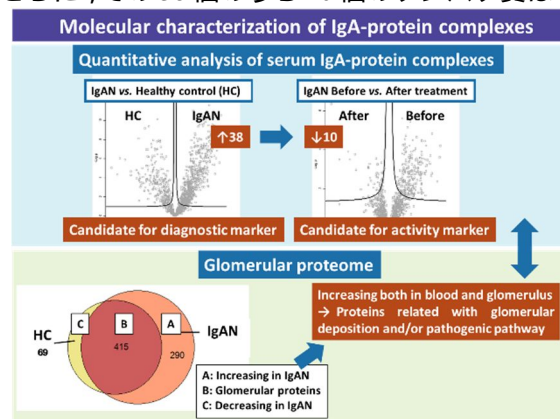 Molecular characterization of IgA-protein complexes
Quantitative analysis of serum IgA-protein complexes
IgAN vs. Healthy control (HC)
IgAN Before vs. After treatment
HC
IgAN
After
Before
↑38
↓10
Candidate for diagnostic marker
Candidate for activity marker
Glomerular proteome
HC
69
C
B
415
A
290
IgAN
Increasing both in blood and glomerulus
→ Proteins related with glomerular
deposition and/or pathogenic pathway
A: Increasing in IgAN
B: Glomerular proteins
C: Decreasing in IgAN